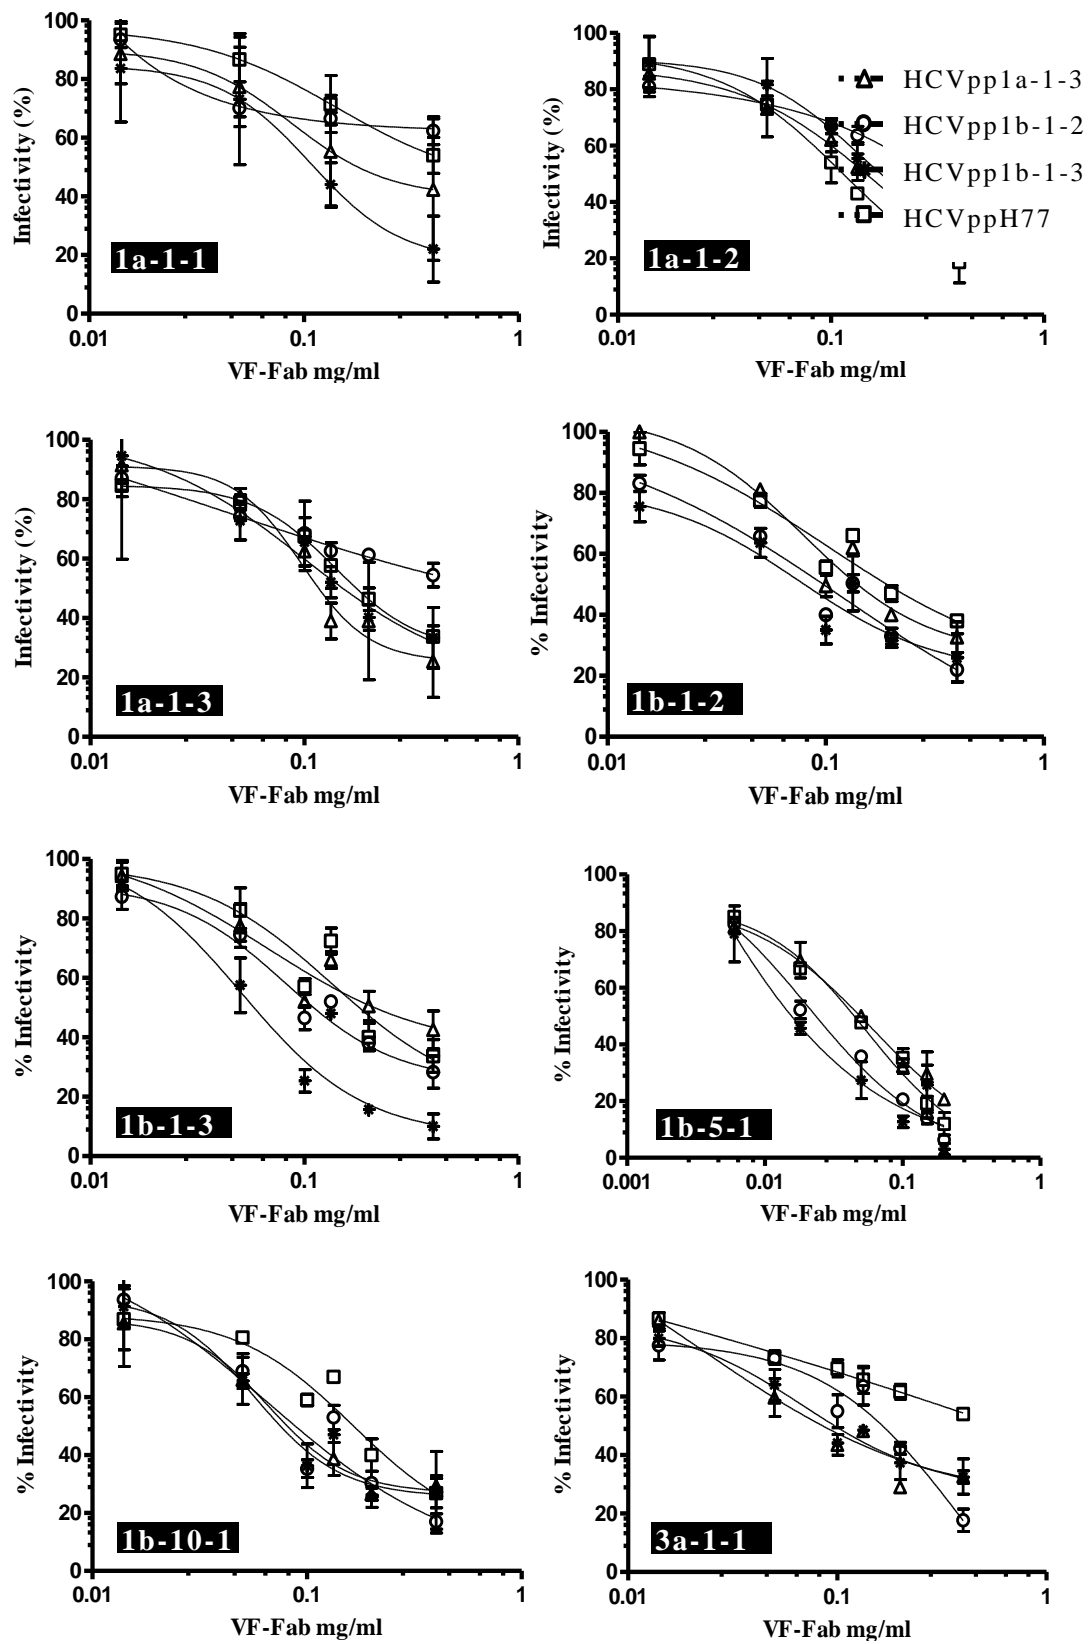 100
80
60
40
20
0
Infectivity (%)
1a-1-1
0.01 0.1 1
VF-Fab mg/ml
100
80
60
40
20
0
Infectivity (%)
HCVpp1a-1-3
HCVpp1b-1-2
HCVpp1b-1-3
HCVppH77
1a-1-2
0.01 0.1 1
VF-Fab mg/ml
100
80
60
40
20
0
Infectivity (%)
1a-1-3
0.01 0.1 1
VF-Fab mg/ml
100
80
60
40
20
0
% Infectivity
1b-1-2
0.01 0.1 1
VF-Fab mg/ml
100
80
60
40
20
0
% Infectivity
1b-1-3
0.01 0.1 1
VF-Fab mg/ml
100
80
60
40
20
0
% Infectivity
1b-5-1
0.001 0.01 0.1 1
VF-Fab mg/ml
100
80
60
40
20
0
% Infectivity
1b-10-1
0.01 0.1 1
VF-Fab mg/ml
100
80
60
40
20
0
% Infectivity
3a-1-1
0.01 0.1 1
VF-Fab mg/ml